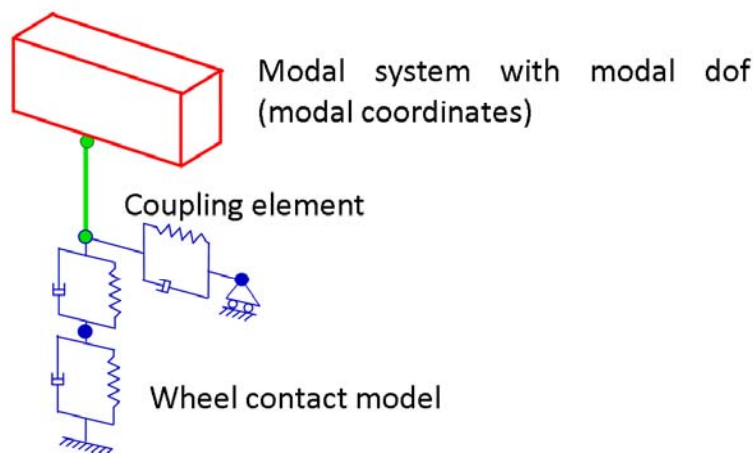 Modal system with modal dof
(modal coordinates)
Coupling element
Wheel contact model